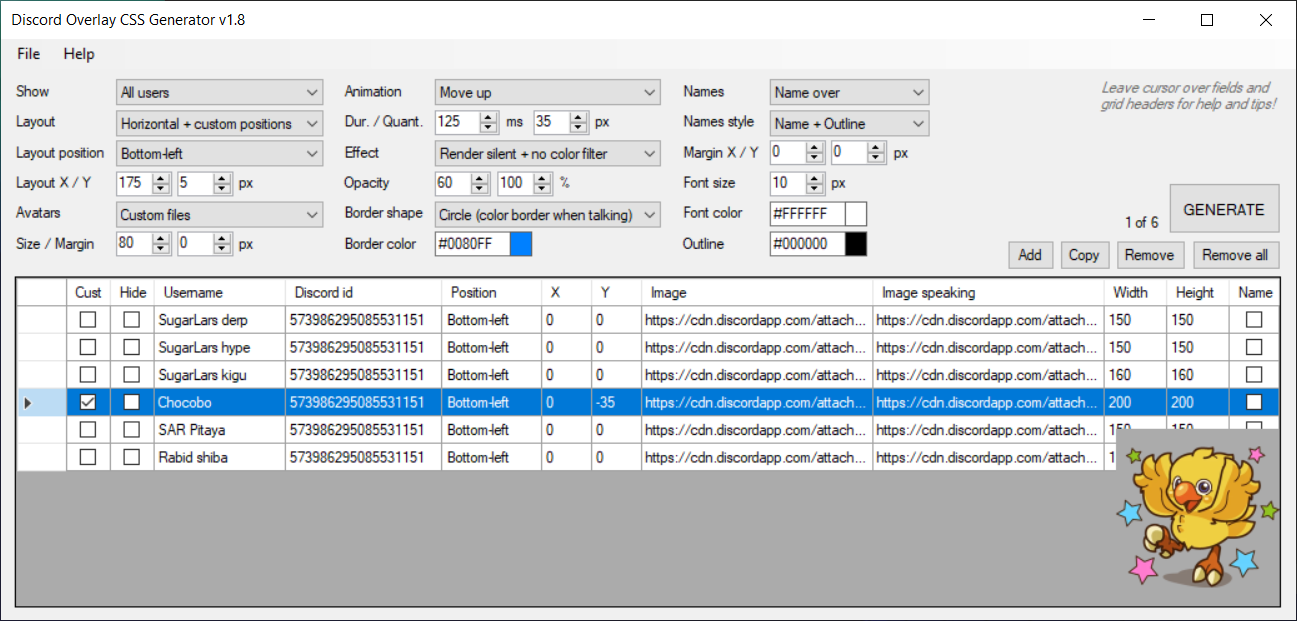 Discord Overlay CSS Generator v1.8
File Help
Show All users Animation Move up Names Name over Leave cursor over fields and
grid headers for help and tips!
Layout Horizontal + custom positions Dur. / Quant. 125 ms 35 px Names style Name + Outline
Layout position Bottom-left Effect Render silent + no color filter Margin X / Y 0 0 px
Layout X / Y 175 5 px Opacity 60 100 % Font size 10 px
Avatars Custom files Border shape Circle (color border when talking) Font color #FFFFFF 1 of 6 GENERATE
Size / Margin 80 0 px Border color #0080FF Outline #000000
Add Copy Remove Remove all
Cust Hide Username Discord id Position X Y Image Image speaking Width Height Name
SugarLars derp 573986295085531151 Bottom-left 0 0 https://cdn.discordapp.com/attach... https://cdn.discordapp.com/attach... 150 150
SugarLars hype 573986295085531151 Bottom-left 0 0 https://cdn.discordapp.com/attach... https://cdn.discordapp.com/attach... 150 150
SugarLars kigu 573986295085531151 Bottom-left 0 0 https://cdn.discordapp.com/attach... https://cdn.discordapp.com/attach... 160 160
Chocobo 573986295085531151 Bottom-left 0 -35 https://cdn.discordapp.com/attach... https://cdn.discordapp.com/attach... 200 200
SAR Pitaya 573986295085531151 Bottom-left 0 0 https://cdn.discordapp.com/attach... https://cdn.discordapp.com/attach... 150 150
Rabid shiba 573986295085531151 Bottom-left 0 0 https://cdn.discordapp.com/attach... https://cdn.discordapp.com/attach...